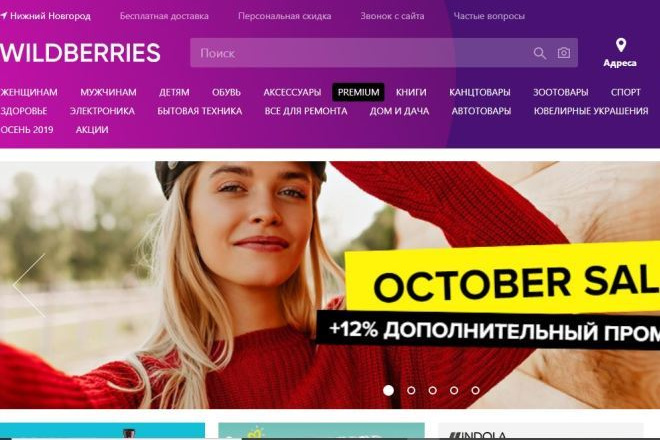 Нижний Новгород Бесплатная доставка Персональная скидка Звонок с сайта Частые вопросы
WILDBERRIES
Поиск
Адреса
ЖЕНЩИНАМ МУЖЧИНАМ ДЕТЯМ ОБУВЬ АКСЕССУАРЫ PREMIUM КНИГИ КАНЦТОВАРЫ ЗООТОВАРЫ СПОРТ
ЗДОРОВЬЕ ЭЛЕКТРОНИКА БЫТОВАЯ ТЕХНИКА ВСЕ ДЛЯ РЕМОНТА ДОМ И ДАЧА АВТОТОВАРЫ ЮВЕЛИРНЫЕ УКРАШЕНИЯ
ОСЕНЬ 2019 АКЦИИ
OCTOBER SAL
+12% ДОПОЛНИТЕЛЬНЫЙ ПРОМ
INDOLA